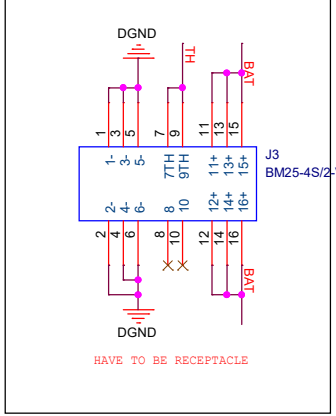 DGND
TH
BAT
1 3 5 7 9 11 13 15
J3
BM25-4S/2-
1- 3- 5- 7TH 9TH 11+ 13+ 15+
2- 4- 6- 8 10 12+ 14+ 16+
2 4 6 8 10 12 14 16
BAT
DGND
HAVE TO BE RECEPTACLE